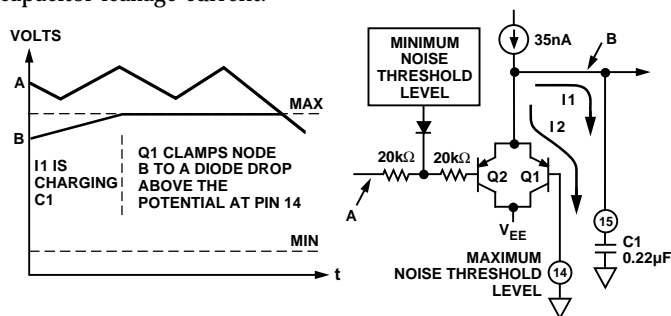 capacitor leakage current.
VOLTS
A
B
MAX
I1 IS
CHARGING
C1
Q1 CLAMPS NODE
B TO A DIODE DROP
ABOVE THE
POTENTIAL AT PIN 14
MIN
t
MINIMUM
NOISE
THRESHOLD
LEVEL
35nA
B
I1
I2
20kΩ
20kΩ
Q2
Q1
A
VEE
15
C1
0.22µF
MAXIMUM
NOISE THRESHOLD
LEVEL
14